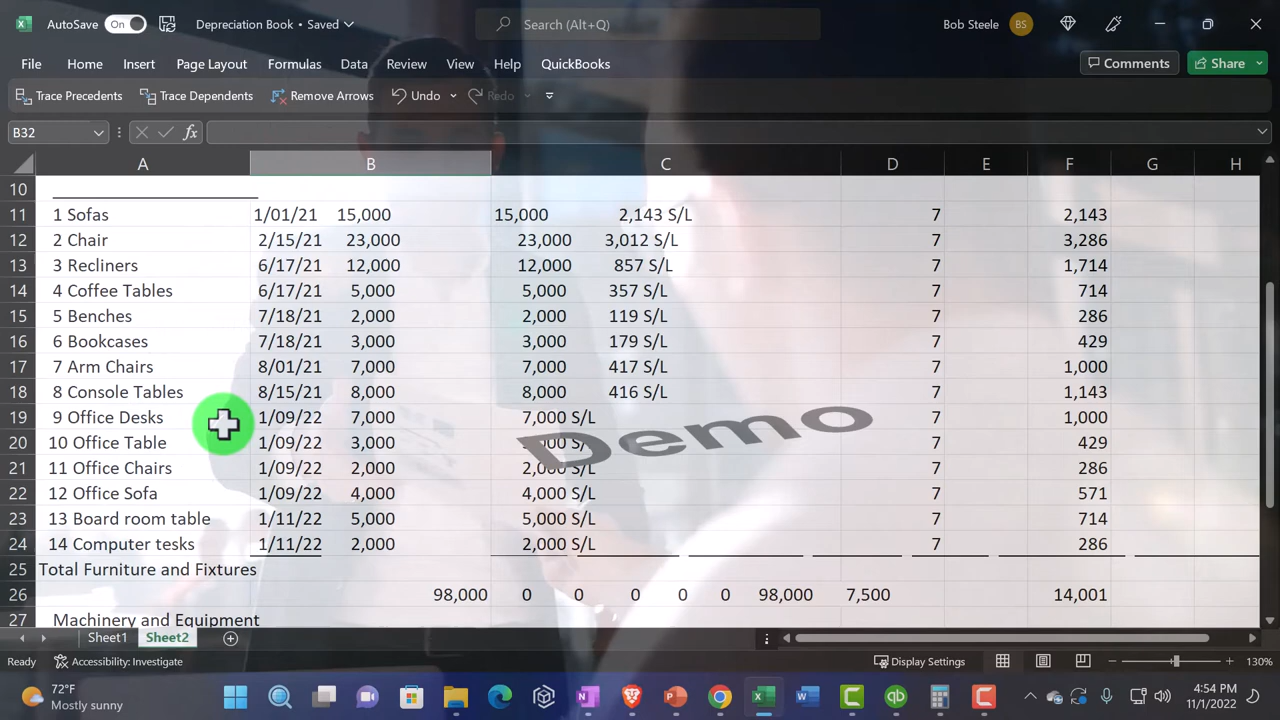 AutoSave On Depreciation Book • Saved Search (Alt+Q) Bob Steele BS
File Home Insert Page Layout Formulas Data Review View Help QuickBooks Comments Share
Trace Precedents Trace Dependents Remove Arrows Undo Redo
B32 fx
A B C D E F G H
10
11 1 Sofas 1/01/21 15,000 15,000 2,143 S/L 7 2,143
12 2 Chair 2/15/21 23,000 23,000 3,012 S/L 7 3,286
13 3 Recliners 6/17/21 12,000 12,000 857 S/L 7 1,714
14 4 Coffee Tables 6/17/21 5,000 5,000 357 S/L 7 714
15 5 Benches 7/18/21 2,000 2,000 119 S/L 7 286
16 6 Bookcases 7/18/21 3,000 3,000 179 S/L 7 429
17 7 Arm Chairs 8/01/21 7,000 7,000 417 S/L 7 1,000
18 8 Console Tables 8/15/21 8,000 8,000 416 S/L 7 1,143
19 9 Office Desks 1/09/22 7,000 7,000 S/L 7 1,000
20 10 Office Table 1/09/22 3,000 3,000 S/L 7 429
21 11 Office Chairs 1/09/22 2,000 2,000 S/L 7 286
22 12 Office Sofa 1/09/22 4,000 4,000 S/L 7 571
23 13 Board room table 1/11/22 5,000 5,000 S/L 7 714
24 14 Computer tesks 1/11/22 2,000 2,000 S/L 7 286
Demo
25 Total Furniture and Fixtures
26 98,000 0 0 0 0 0 98,000 7,500 14,001
27 Machinery and Equipment
Sheet1 Sheet2
Ready Accessibility: Investigate Display Settings 130%
72°F
Mostly sunny
4:54 PM
11/1/2022